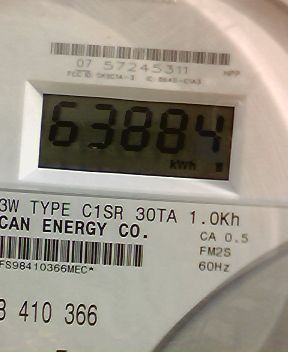 07 57245311
63884
kWh
3W TYPE C1SR 30TA 1.0Kh
CAN ENERGY CO.
CA 0.5
FM2S
60Hz
FS98410366MEC*
8 410 366